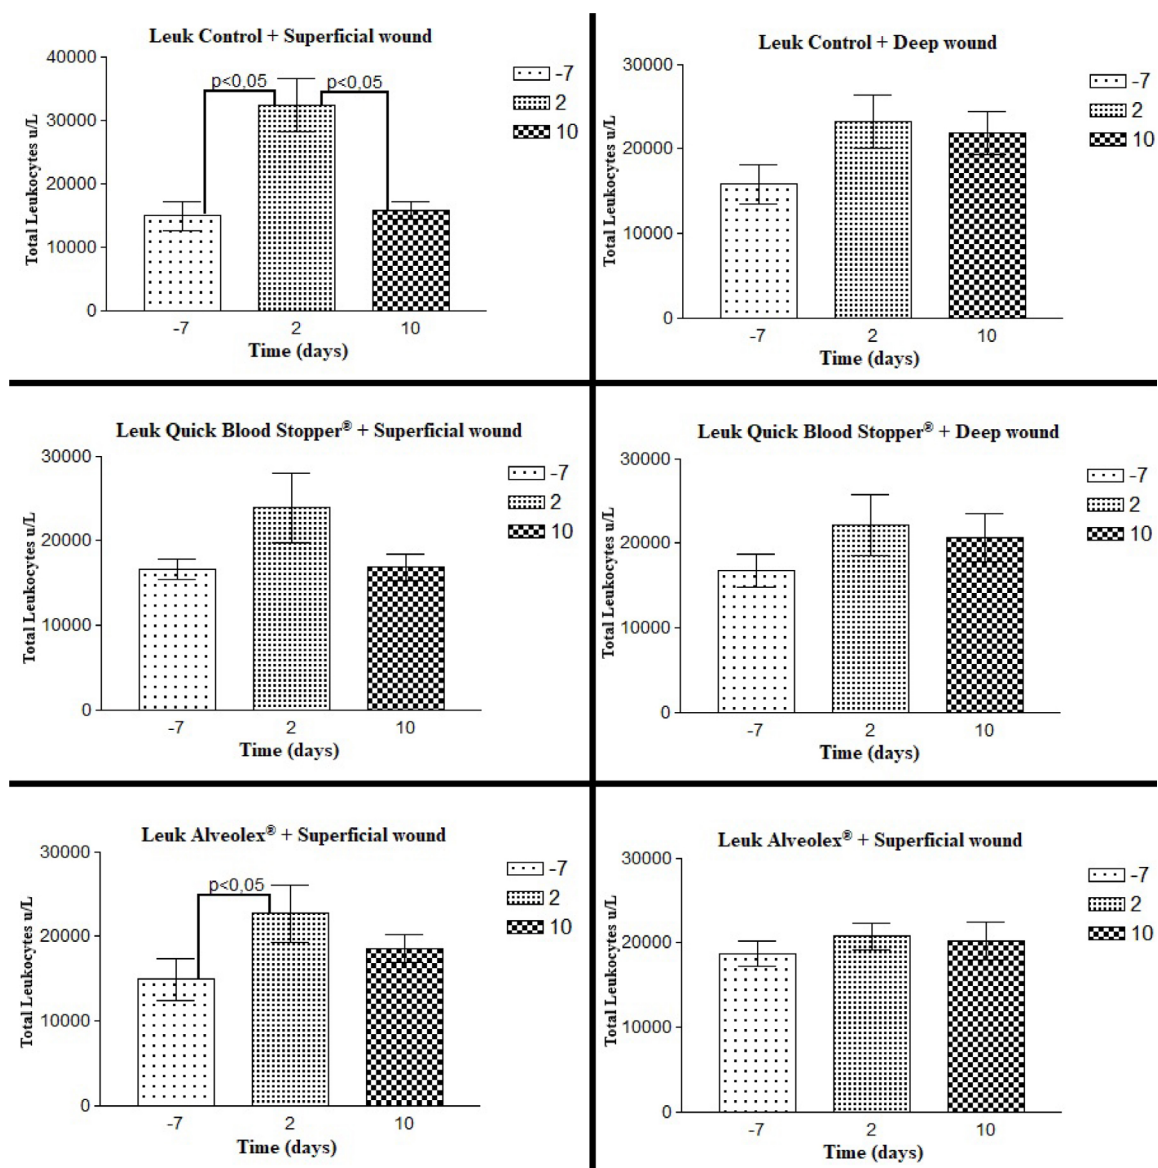 Leuk Control + Superficial wound
40000
30000
20000
10000
0
Total Leukocytes u/L
p<0,05
p<0,05
-7
2
10
-7
2
10
Time (days)
Leuk Control + Deep wound
30000
20000
10000
0
Total Leukocytes u/L
-7
2
10
-7
2
10
Time (days)
Leuk Quick Blood Stopper® + Superficial wound
30000
20000
10000
0
Total Leukocytes u/L
-7
2
10
-7
2
10
Time (days)
Leuk Quick Blood Stopper® + Deep wound
30000
20000
10000
0
Total Leukocytes u/L
-7
2
10
-7
2
10
Time (days)
Leuk Alveolex® + Superficial wound
30000
20000
10000
0
Total Leukocytes u/L
p<0,05
-7
2
10
-7
2
10
Time (days)
Leuk Alveolex® + Superficial wound
30000
20000
10000
0
Total Leukocytes u/L
-7
2
10
-7
2
10
Time (days)